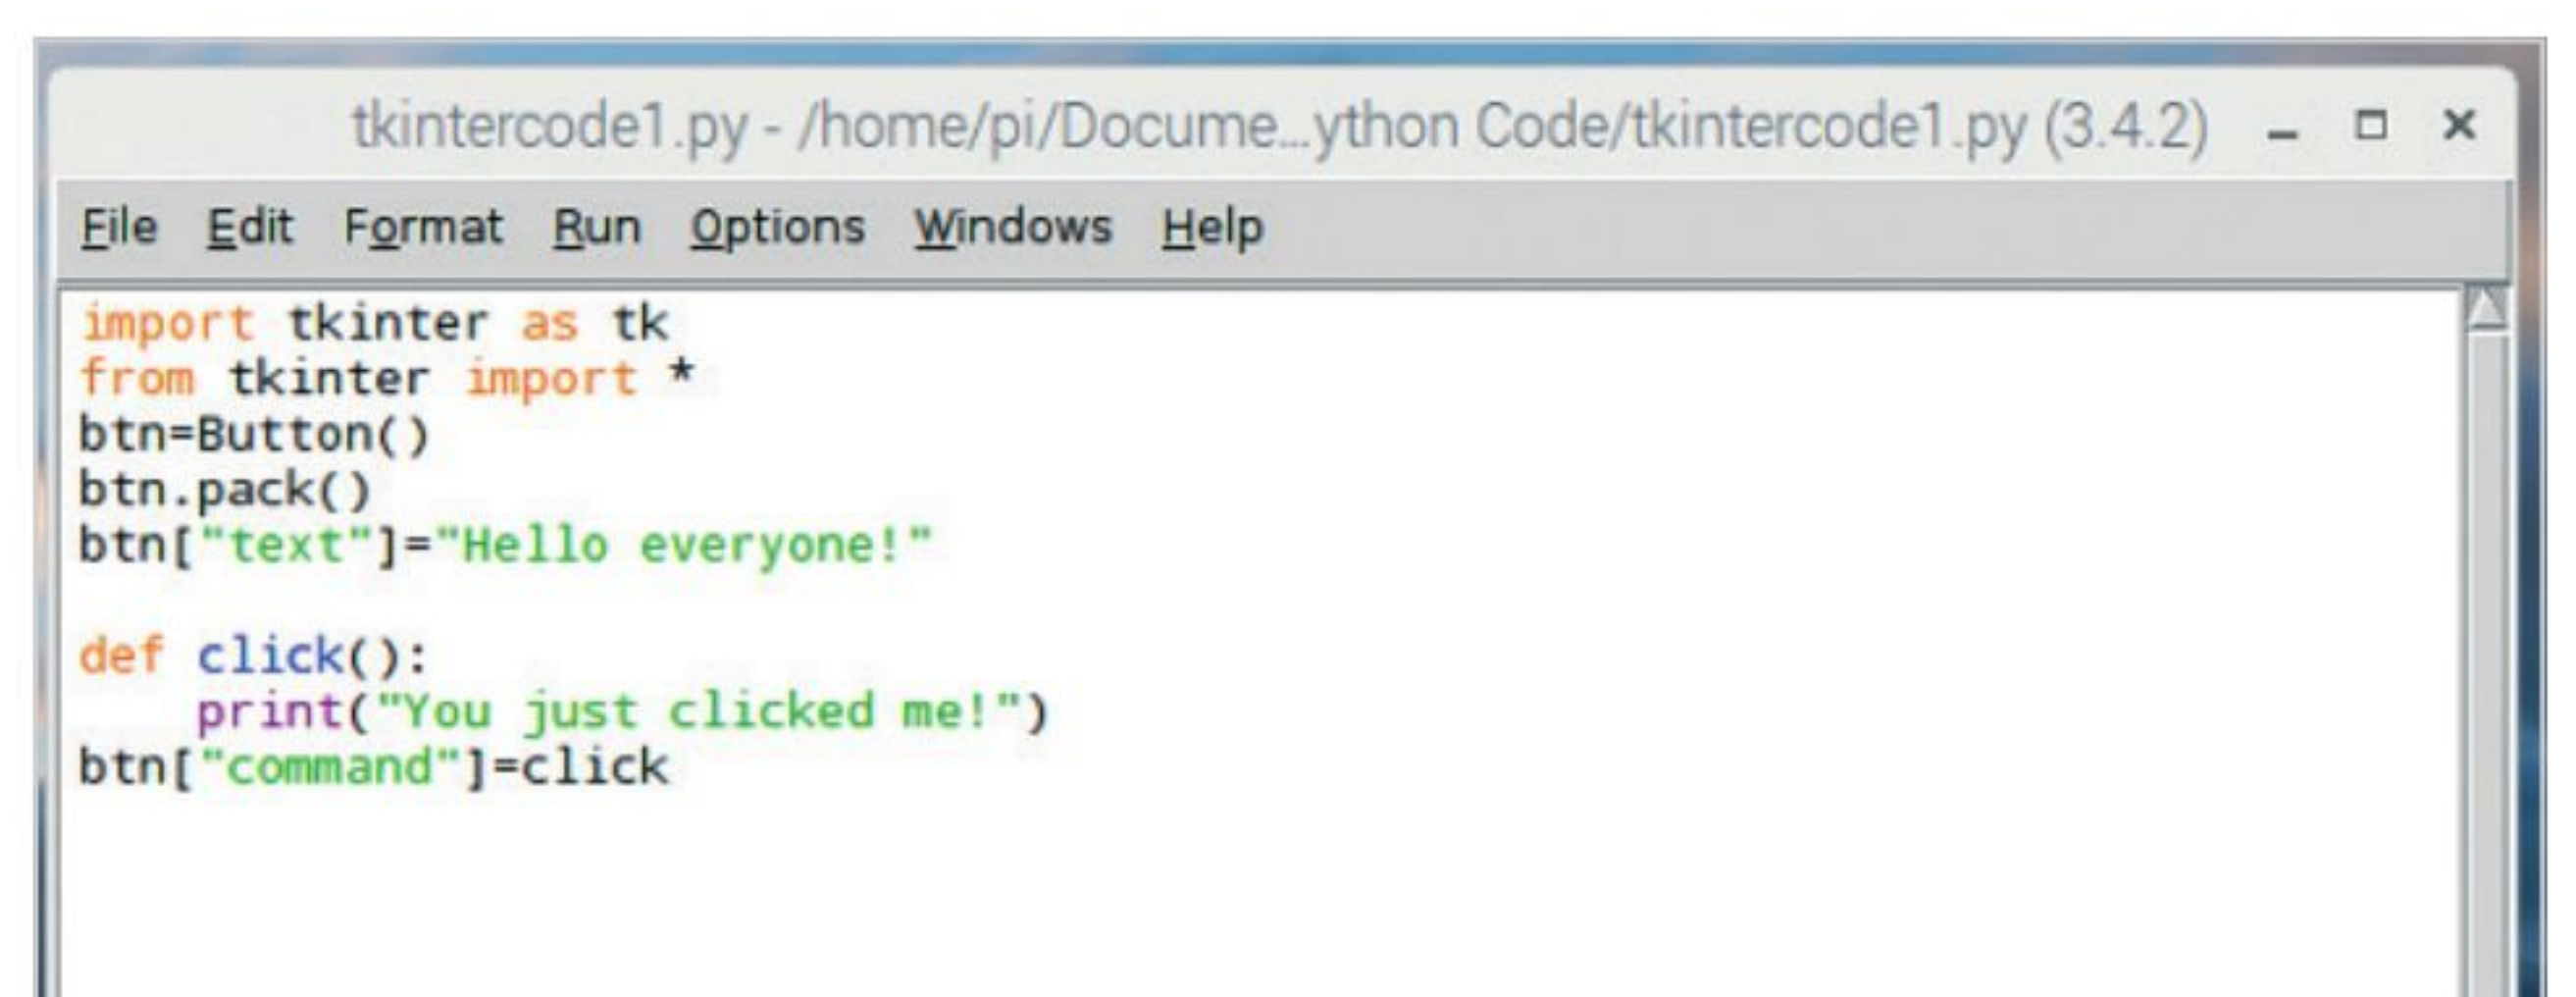 tkintercode1.py - /home/pi/Docume...ython Code/tkintercode1.py (3.4.2)
File Edit Format Run Options Windows Help
import tkinter as tk
from tkinter import *
btn=Button()
btn.pack()
btn["text"]="Hello everyone!"
def click():
    print("You just clicked me!")
btn["command"]=click